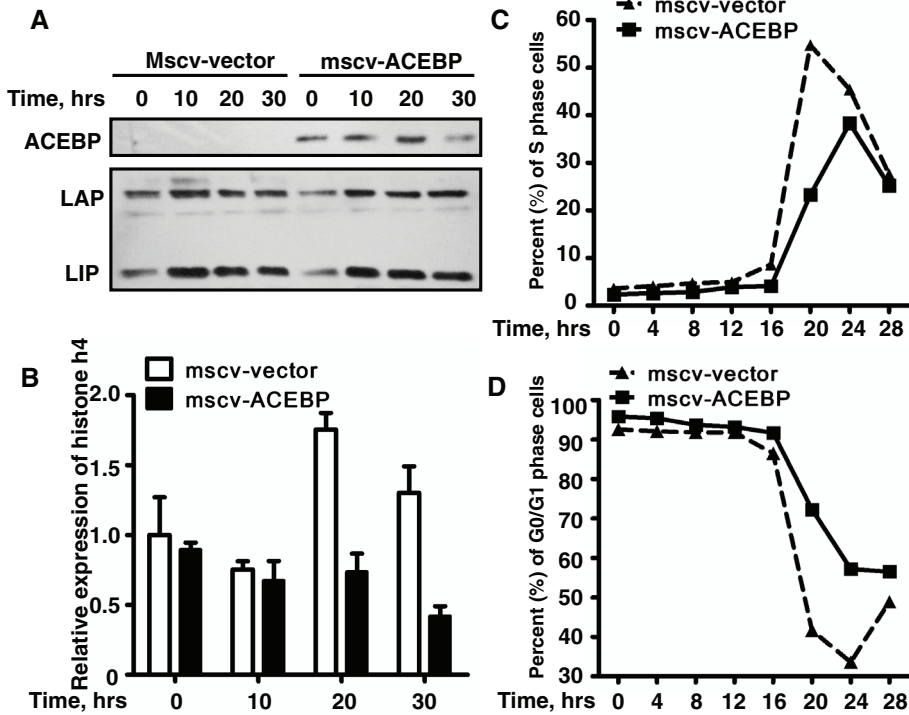 A
Mscv-vector mscv-ACEBP
Time, hrs 0 10 20 30 0 10 20 30
ACEBP
LAP
LIP
B
Relative expression of histone h4
mscv-vector
mscv-ACEBP
2.0
1.5
1.0
0.5
0
Time, hrs 0 10 20 30
C
Percent (%) of S phase cells
mscv-vector
mscv-ACEBP
60
50
40
30
20
10
0
Time, hrs 0 4 8 12 16 20 24 28
D
Percent (%) of G0/G1 phase cells
mscv-vector
mscv-ACEBP
100
90
80
70
60
50
40
30
Time, hrs 0 4 8 12 16 20 24 28